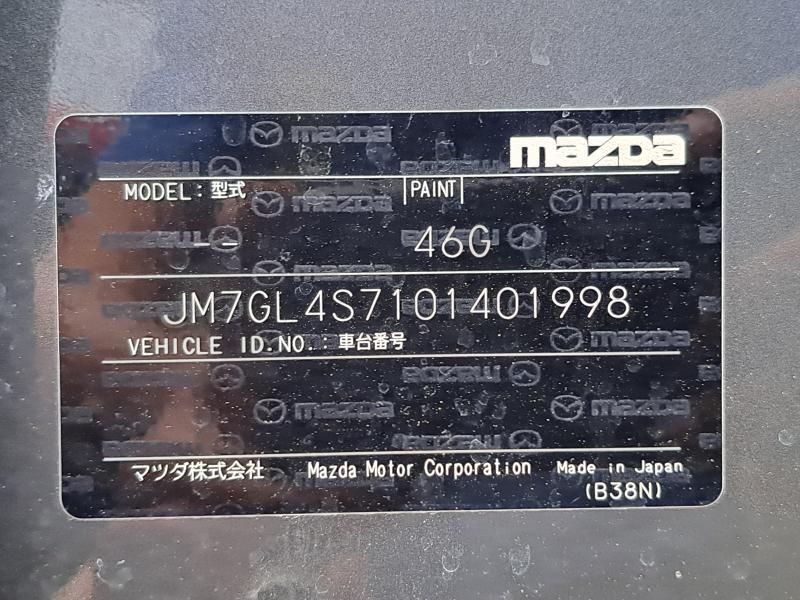 mazda
MODEL: 型式 PAINT
-- 46G
JM7GL4S7101401998
VEHICLE ID.NO.: 車台番号
マツダ株式会社 Mazda Motor Corporation Made in Japan
(B38N)